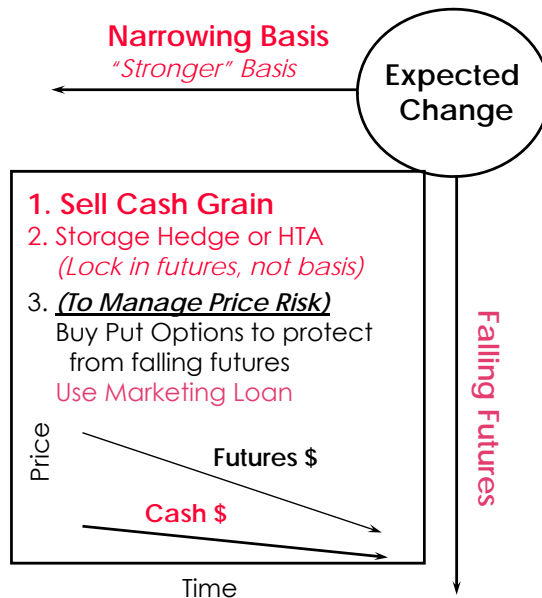 Narrowing Basis
“Stronger” Basis
Expected
Change
1. Sell Cash Grain
2. Storage Hedge or HTA
(Lock in futures, not basis)
3. (To Manage Price Risk)
Buy Put Options to protect
from falling futures
Use Marketing Loan
Falling Futures
Price
Futures $
Cash $
Time